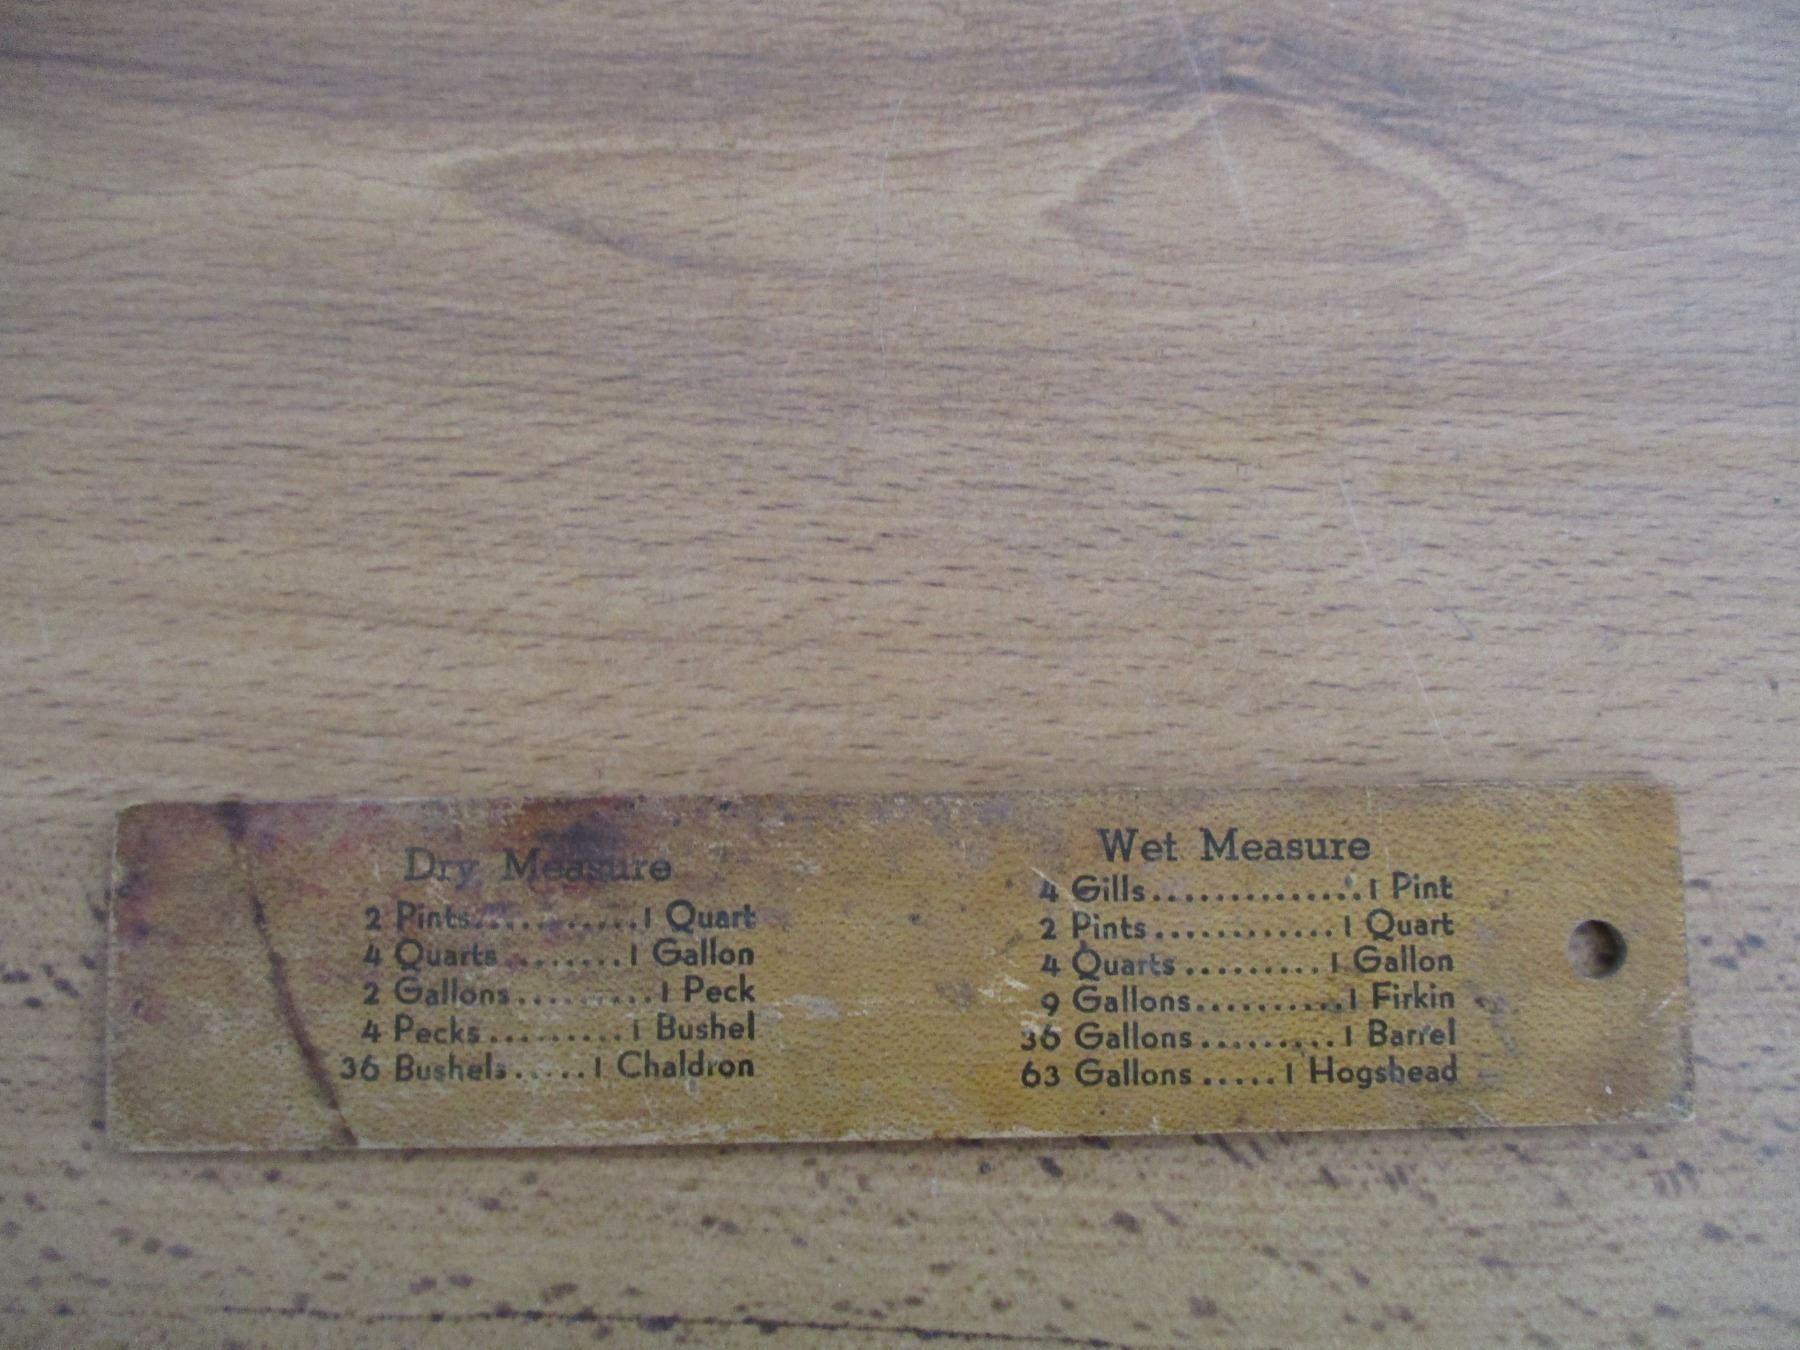 Dry Measure
2 Pints...........1 Quart
4 Quarts........1 Gallon
2 Gallons..........1 Peck
4 Pecks.........1 Bushel
36 Bushels.....1 Chaldron
Wet Measure
4 Gills..............1 Pint
2 Pints............1 Quart
4 Quarts.........1 Gallon
9 Gallons..........1 Firkin
36 Gallons.........1 Barrel
63 Gallons.....1 Hogshead